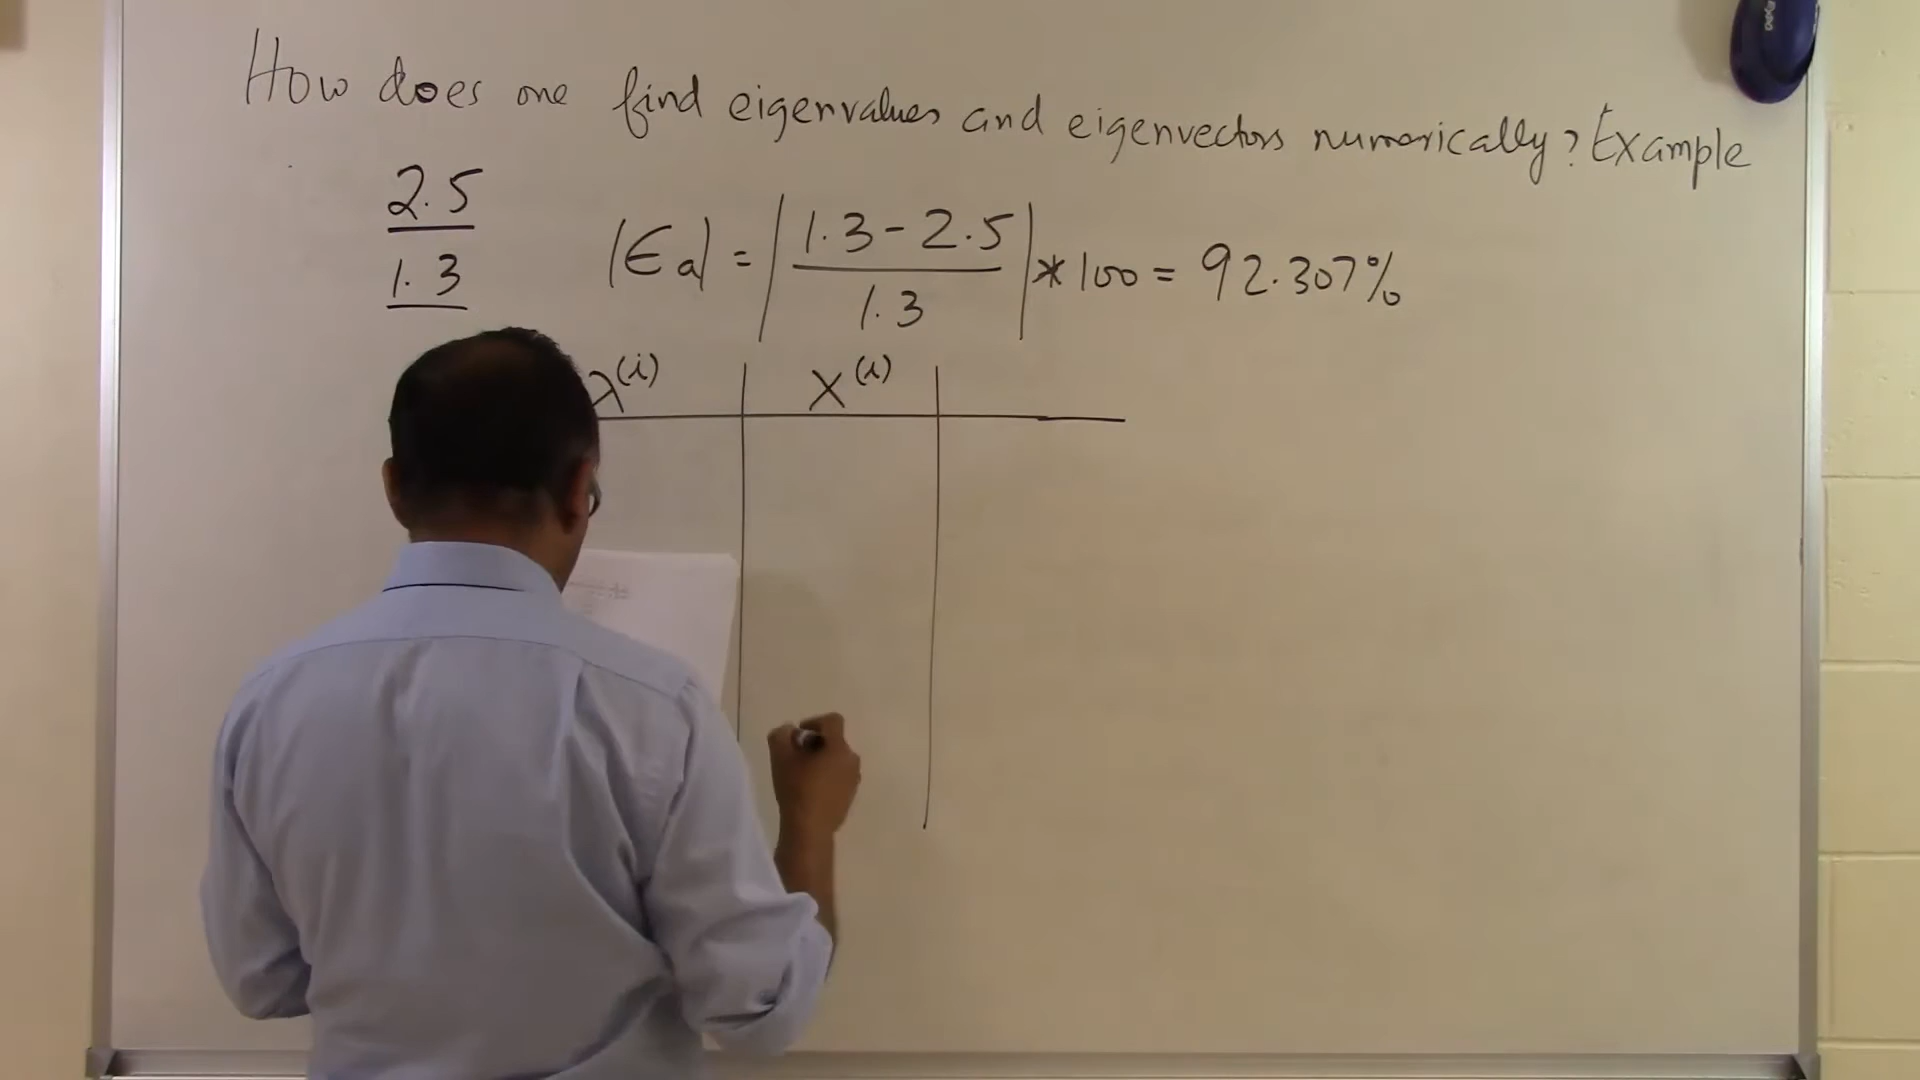 How does one find eigenvalues and eigenvectors numerically? Example
2.5
1.3
|∈a| = |(1.3 - 2.5)/1.3| * 100 = 92.307%
λ^(i) X^(i)
Expo